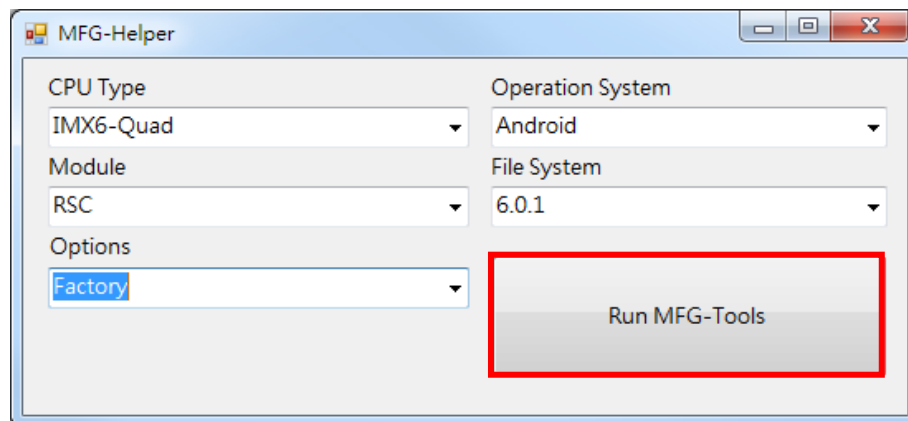 MFG-Helper
CPU Type
Operation System
IMX6-Quad
Android
Module
File System
RSC
6.0.1
Options
Factory
Run MFG-Tools